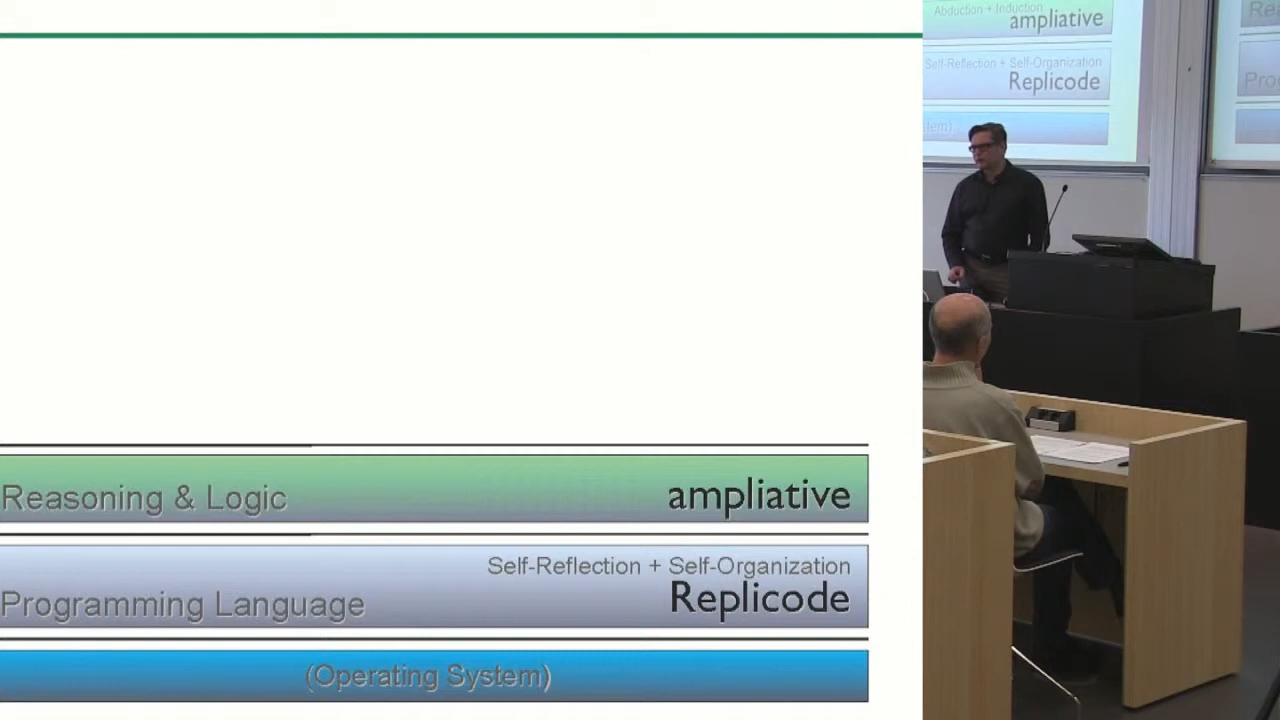 Reasoning & Logic
ampliative
Self-Reflection + Self-Organization
Programming Language
Replicode
(Operating System)
Abduction + Induction
ampliative
Self-Reflection + Self-Organization
Replicode